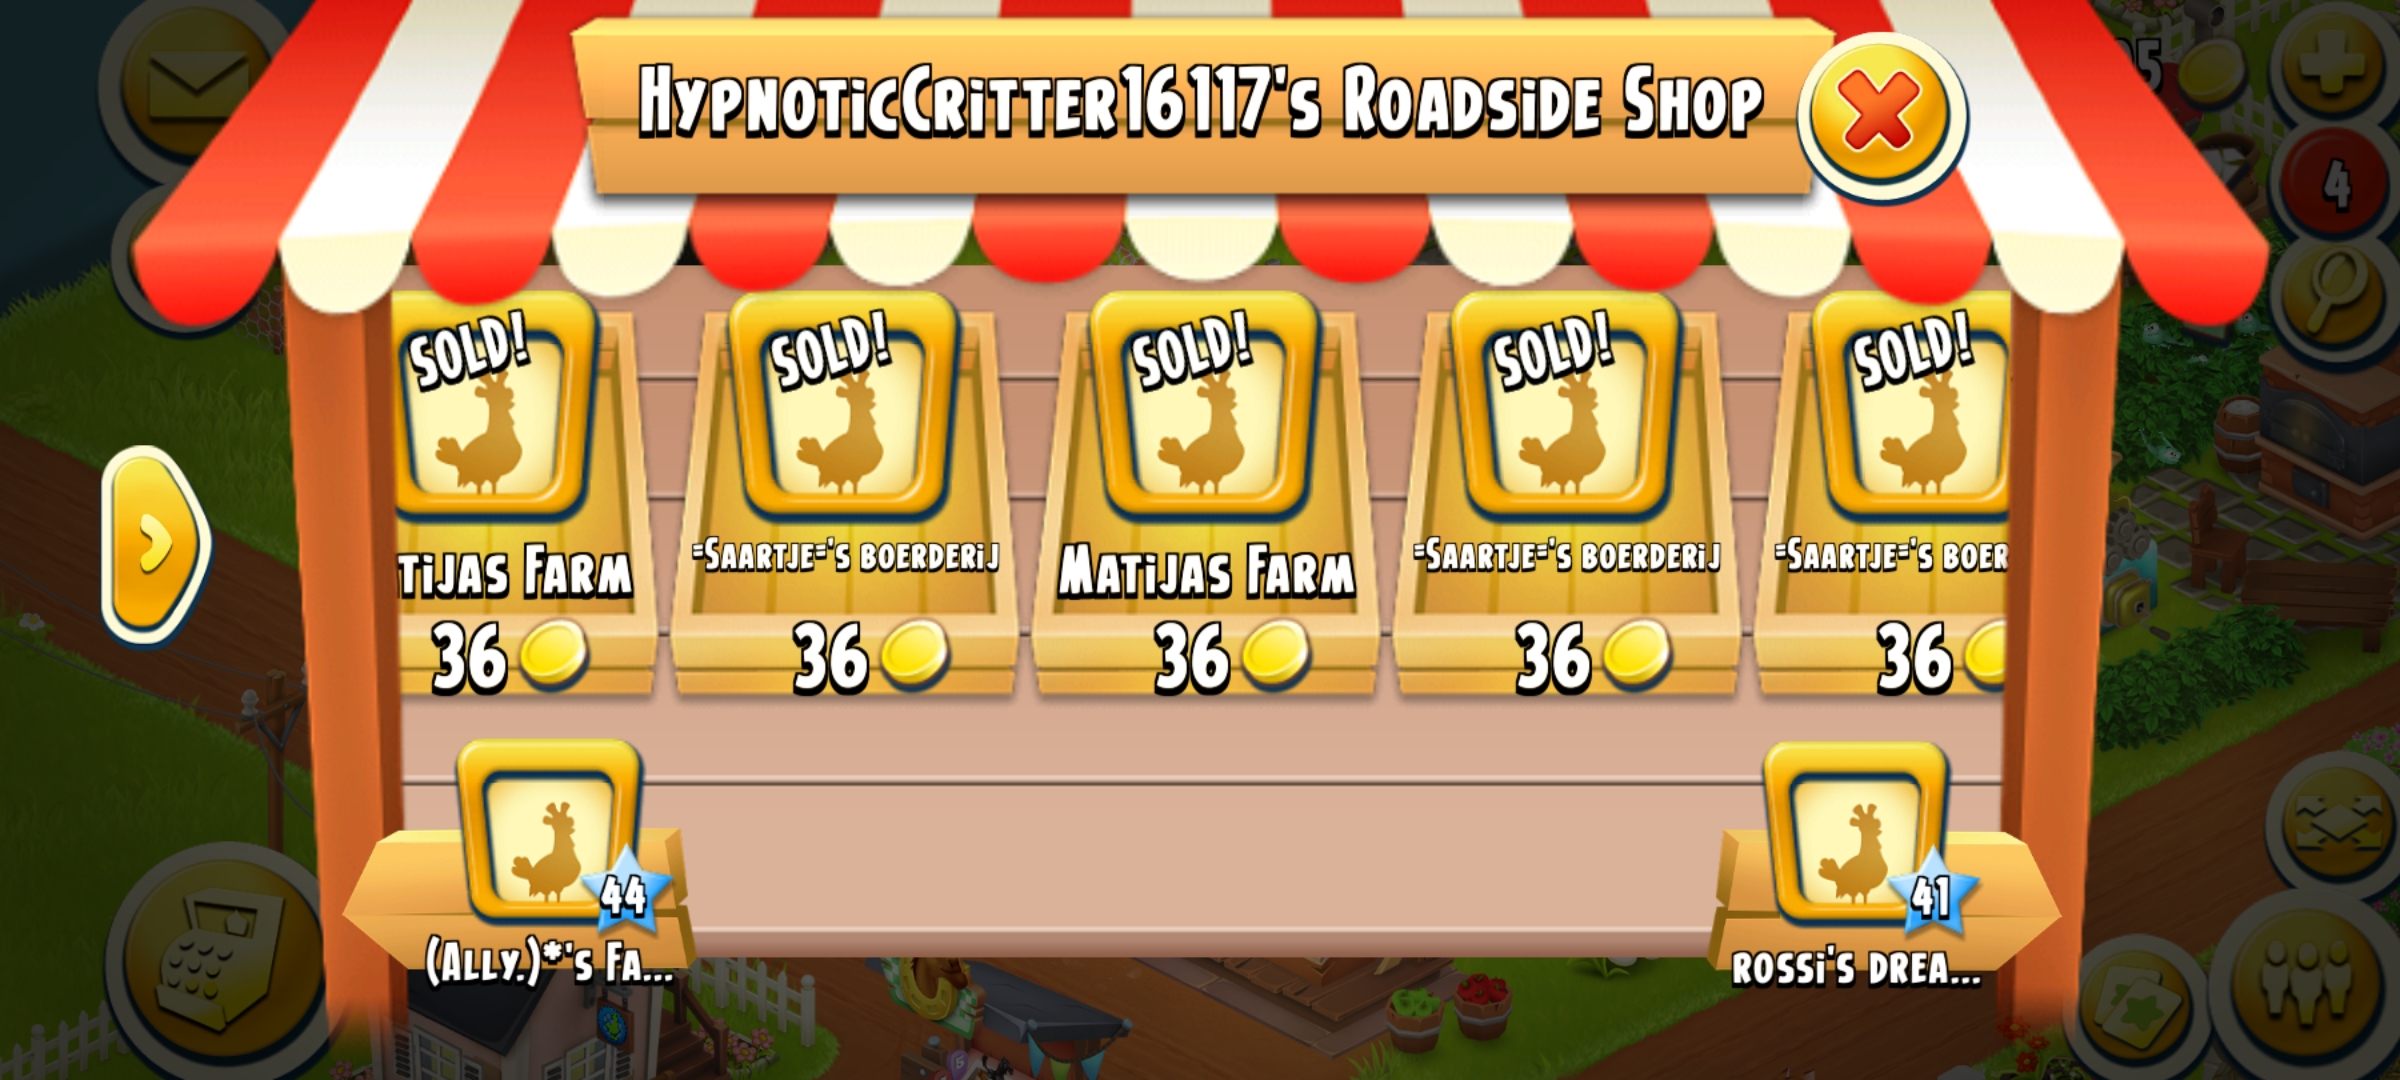 HypnoticCritter16117's Roadside Shop
5
4
SOLD! SOLD! SOLD! SOLD! SOLD!
tijas Farm =Saartje='s boerderij Matijas Farm =Saartje='s boerderij =Saartje='s boer
36 36 36 36 36
44 41
(Ally.)*'s Fa... rossi's drea...